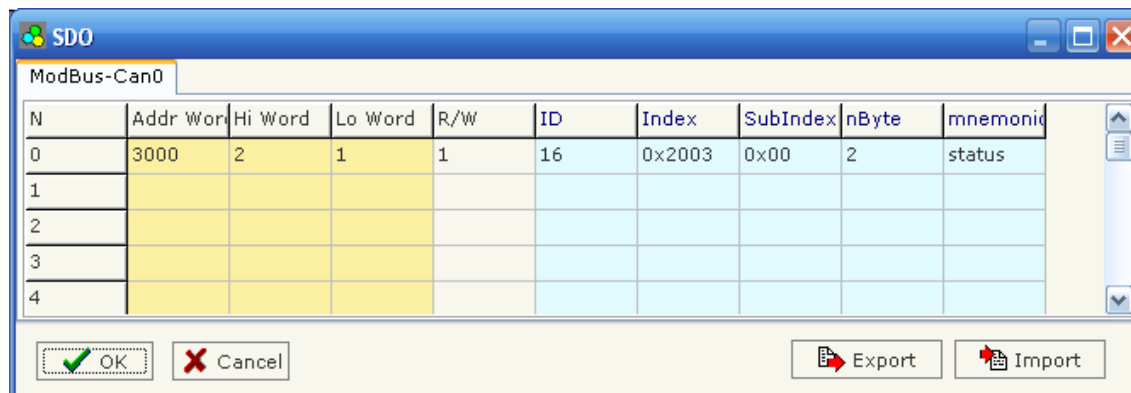 SDO
ModBus-Can0
N Addr Word Hi Word Lo Word R/W ID Index SubIndex nByte mnemonic
0 3000 2 1 1 16 0x2003 0x00 2 status
1
2
3
4
OK Cancel Export Import